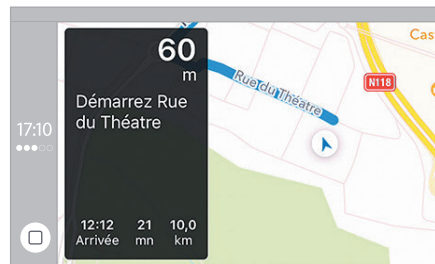 60
m
Démarrez Rue
du Théatre
12:12 21 10,0
Arrivée mn km
17:10
Rue du Théatre
N118
Cas